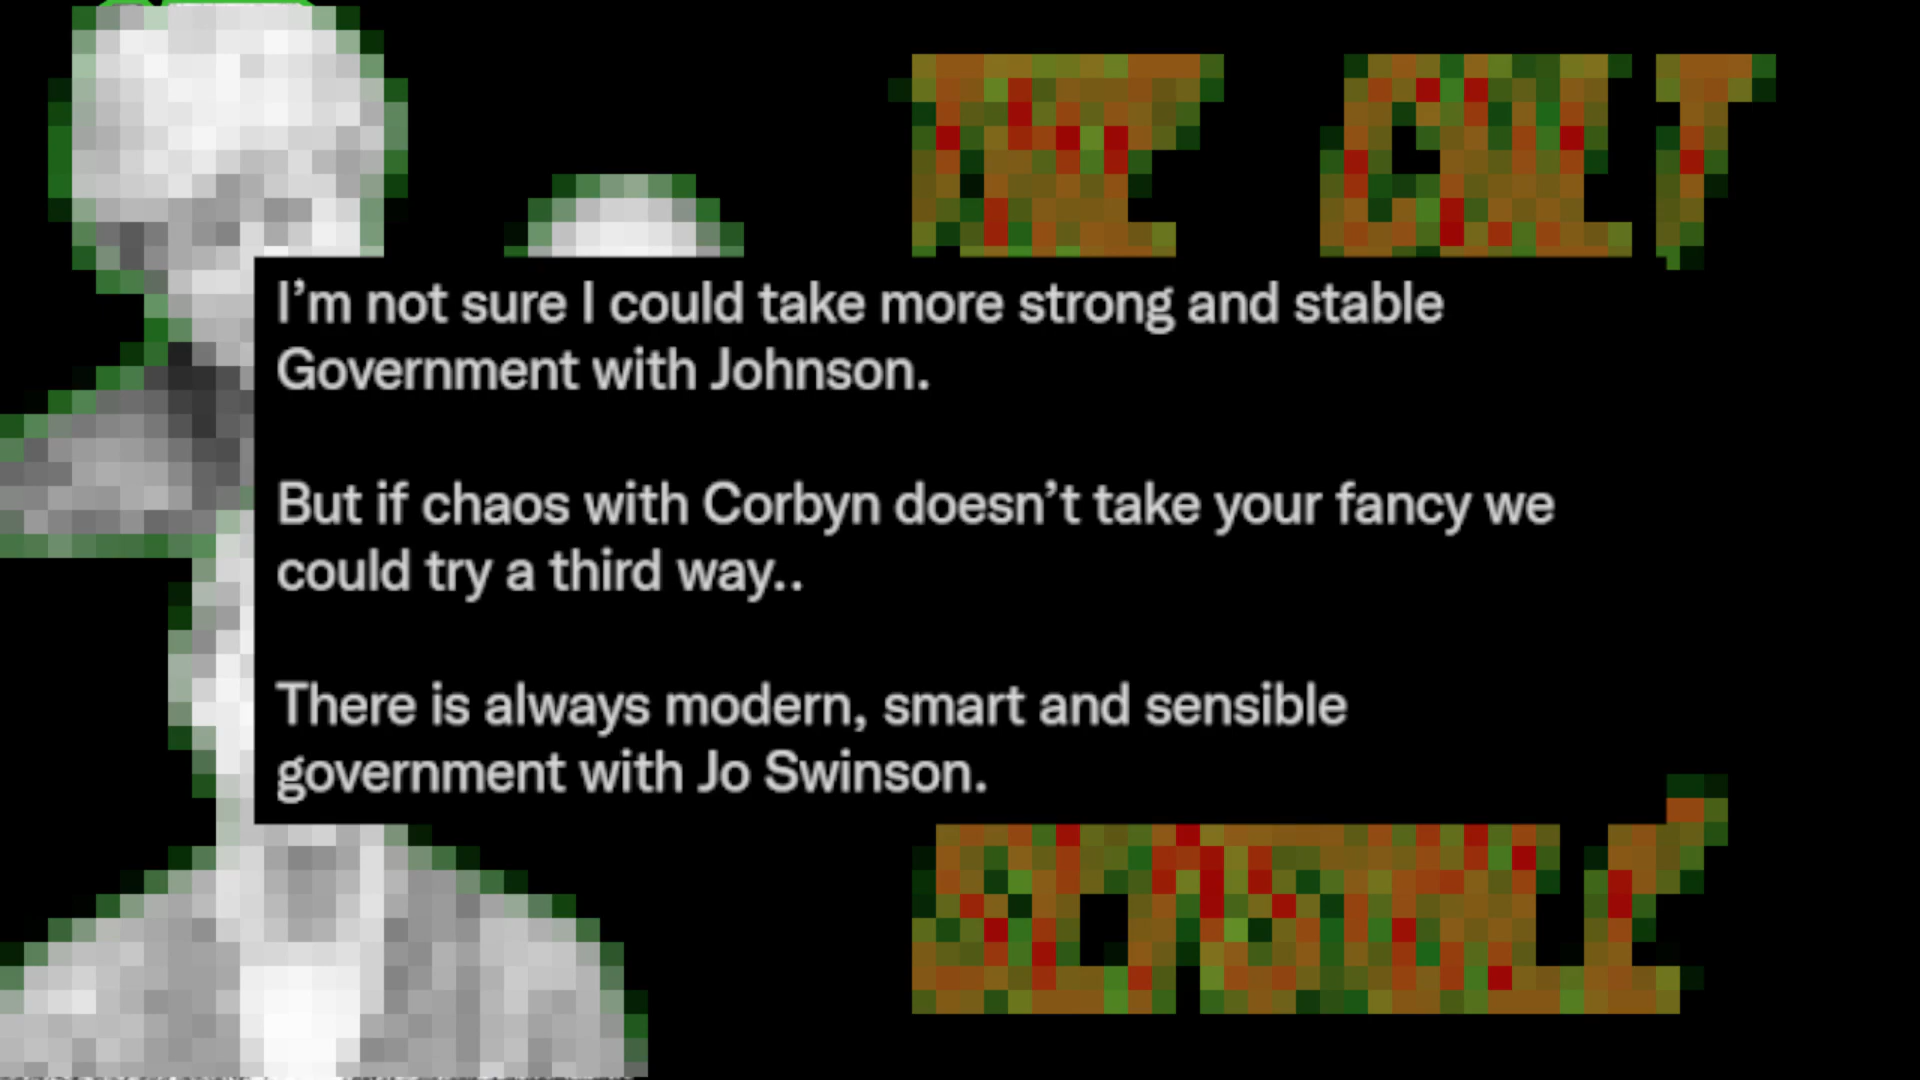 I’m not sure I could take more strong and stable
Government with Johnson.
But if chaos with Corbyn doesn’t take your fancy we
could try a third way..
There is always modern, smart and sensible
government with Jo Swinson.